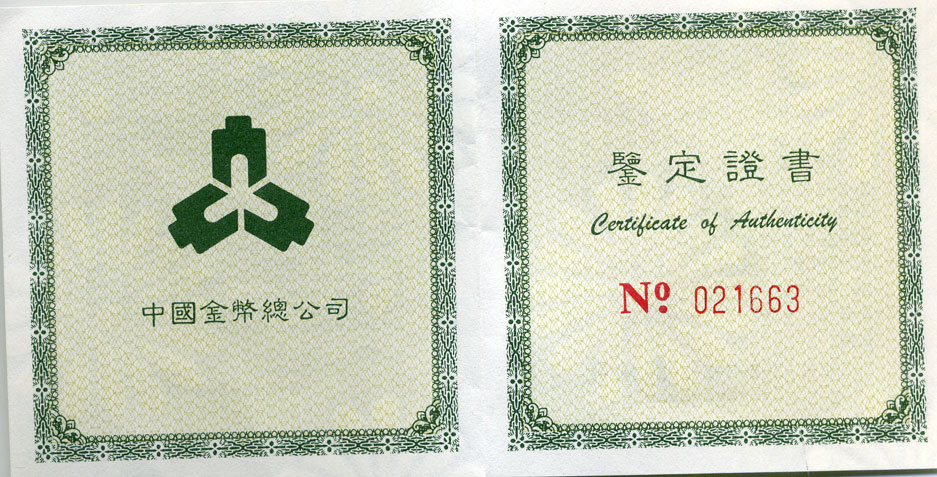 中國金幣總公司
鑒定證書
Certificate of Authenticity
Nº 021663